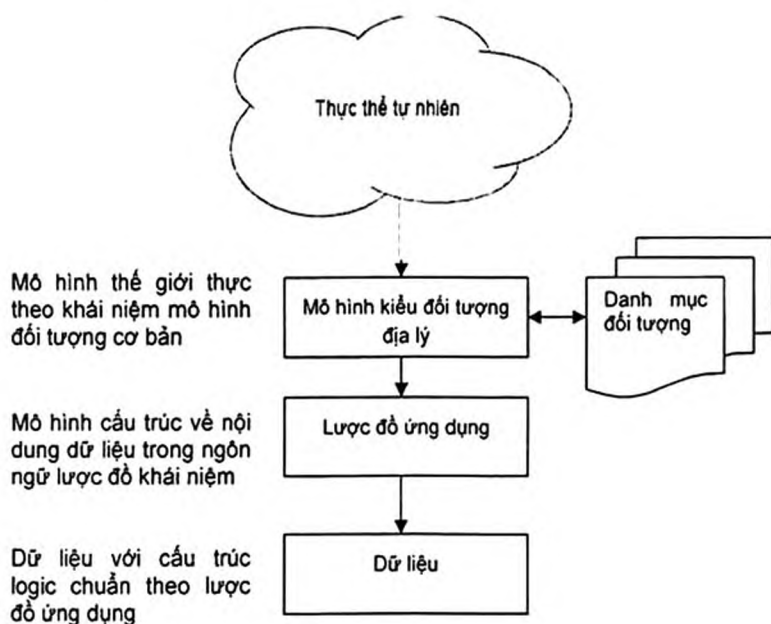 Thực thể tự nhiên
Mô hình thế giới thực
theo khái niệm mô hình
đối tượng cơ bản
Mô hình kiểu đối tượng
địa lý
Danh mục
đối tượng
Mô hình cấu trúc về nội
dung dữ liệu trong ngôn
ngữ lược đồ khái niệm
Lược đồ ứng dụng
Dữ liệu với cấu trúc
logic chuẩn theo lược
đồ ứng dụng
Dữ liệu